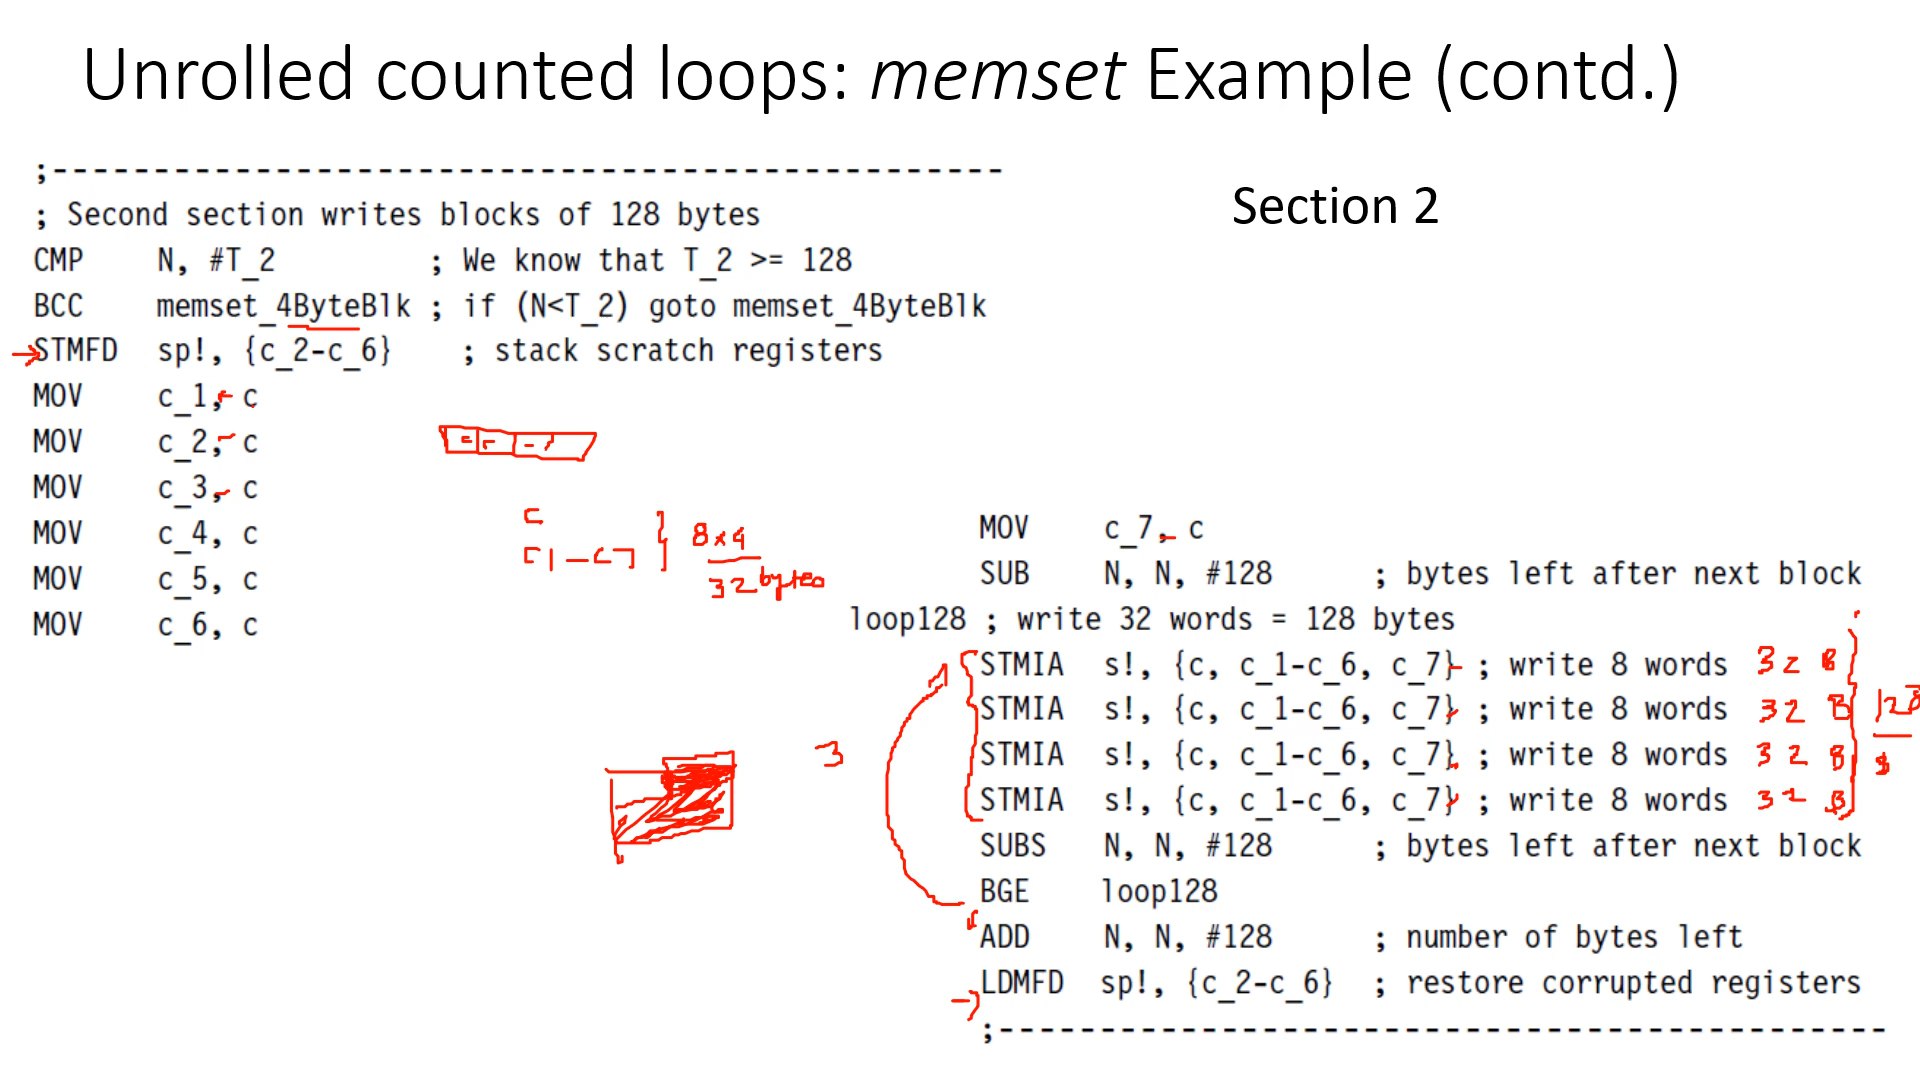 Unrolled counted loops: memset Example (contd.)
;----------------------------------------------------------
; Second section writes blocks of 128 bytes
CMP N, #T_2 ; We know that T_2 >= 128
BCC memset_4ByteBlk ; if (N<T_2) goto memset_4ByteBlk
STMFD sp!, {c_2-c_6} ; stack scratch registers
MOV c_1, c
MOV c_2, c
MOV c_3, c
MOV c_4, c
MOV c_5, c
MOV c_6, c
Section 2
c
c1-c7
8x4
32 bytes
3
MOV c_7, c
SUB N, N, #128 ; bytes left after next block
loop128 ; write 32 words = 128 bytes
STMIA s!, {c, c_1-c_6, c_7} ; write 8 words 32 B
STMIA s!, {c, c_1-c_6, c_7} ; write 8 words 32 B
STMIA s!, {c, c_1-c_6, c_7} ; write 8 words 32 B
STMIA s!, {c, c_1-c_6, c_7} ; write 8 words 32 B
128
SUBS N, N, #128 ; bytes left after next block
BGE loop128
ADD N, N, #128 ; number of bytes left
LDMFD sp!, {c_2-c_6} ; restore corrupted registers
;------------------------------------------------------